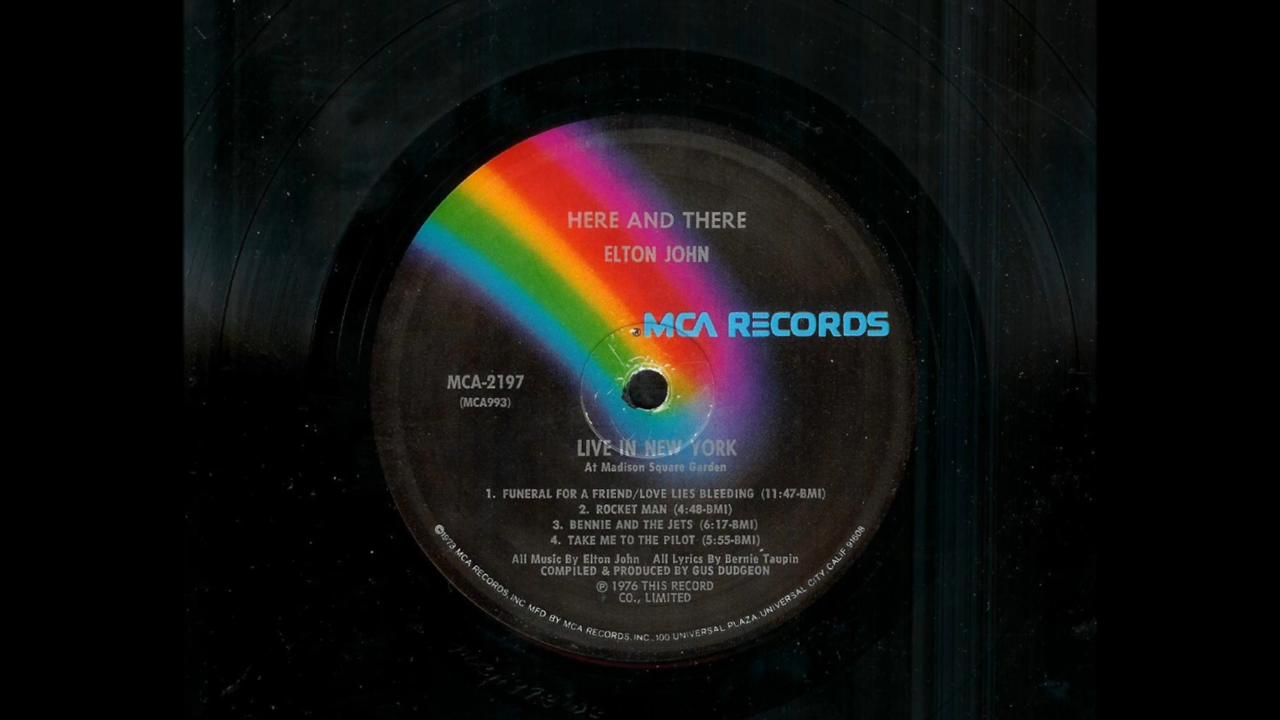 HERE AND THERE
ELTON JOHN
®MCA RECORDS
MCA-2197
(MCA993)
LIVE IN NEW YORK
At Madison Square Garden
1. FUNERAL FOR A FRIEND/LOVE LIES BLEEDING (11:47-BMI)
2. ROCKET MAN (4:48-BMI)
3. BENNIE AND THE JETS (6:17-BMI)
4. TAKE ME TO THE PILOT (5:55-BMI)
All Music By Elton John All Lyrics By Bernie Taupin
COMPILED & PRODUCED BY GUS DUDGEON
℗ 1976 THIS RECORD
CO., LIMITED
©1973 MCA RECORDS, INC. MFD BY MCA RECORDS, INC., 100 UNIVERSAL PLAZA, UNIVERSAL CITY, CALIF. 91608